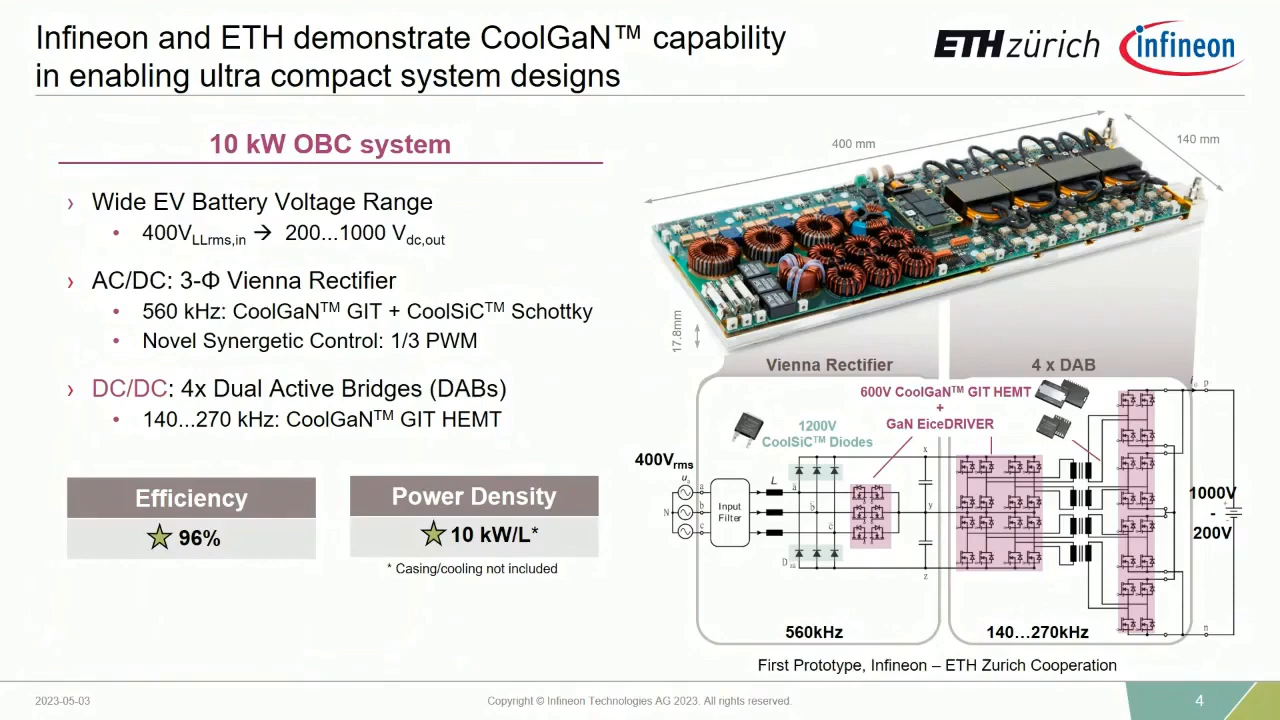 Infineon and ETH demonstrate CoolGaN™ capability
in enabling ultra compact system designs
ETH zürich
infineon
10 kW OBC system
› Wide EV Battery Voltage Range
• 400VLLrms,in → 200...1000 Vdc,out
› AC/DC: 3-Φ Vienna Rectifier
• 560 kHz: CoolGaN™ GIT + CoolSiC™ Schottky
• Novel Synergetic Control: 1/3 PWM
› DC/DC: 4x Dual Active Bridges (DABs)
• 140...270 kHz: CoolGaN™ GIT HEMT
Efficiency
96%
Power Density
10 kW/L*
* Casing/cooling not included
400 mm
140 mm
17.8mm
Vienna Rectifier
4 x DAB
600V CoolGaN™ GIT HEMT
+
GaN EiceDRIVER
1200V
CoolSiC™ Diodes
400Vrms
N
a
b
c
Input
Filter
L
a
b
c
x
y
z
p
n
1000V
-
200V
560kHz
140...270kHz
First Prototype, Infineon – ETH Zurich Cooperation
2023-05-03
Copyright © Infineon Technologies AG 2023. All rights reserved.
4